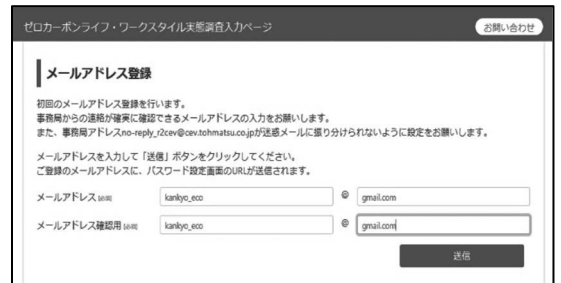 ゼロカーボンライフ・ワークスタイル実態調査入力ページ お問い合わせ
メールアドレス登録
初回のメールアドレス登録を行います。
事務局からの連絡が確実に確認できるメールアドレスの入力をお願いします。
また、事務局アドレスno-reply_r2cev@cev.tohmatsu.co.jpが迷惑メールに振り分けられないように設定をお願いします。
メールアドレスを入力して「送信」ボタンをクリックしてください。
ご登録のメールアドレスに、パスワード設定画面のURLが送信されます。
メールアドレス [必須] kankyo_eco @ gmail.com
メールアドレス確認用 [必須] kankyo_eco @ gmail.com
送信